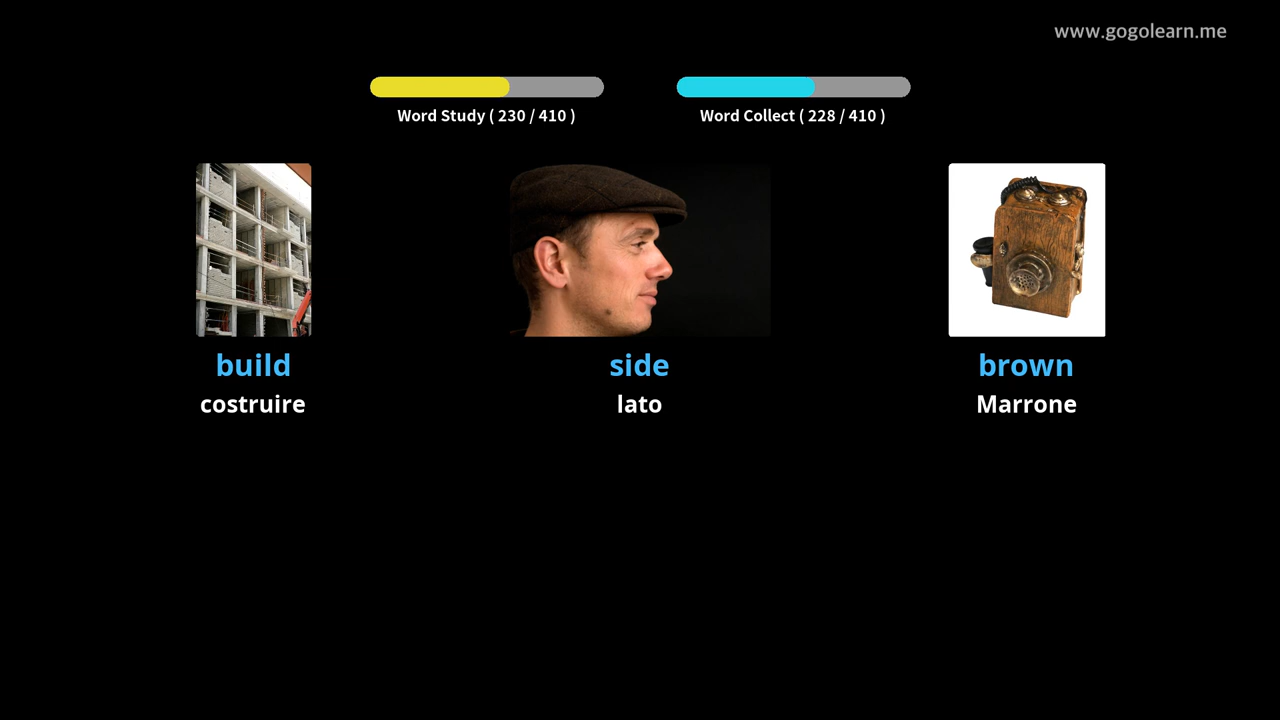 www.gogolearn.me
Word Study ( 230 / 410 )
Word Collect ( 228 / 410 )
build
costruire
side
lato
brown
Marrone